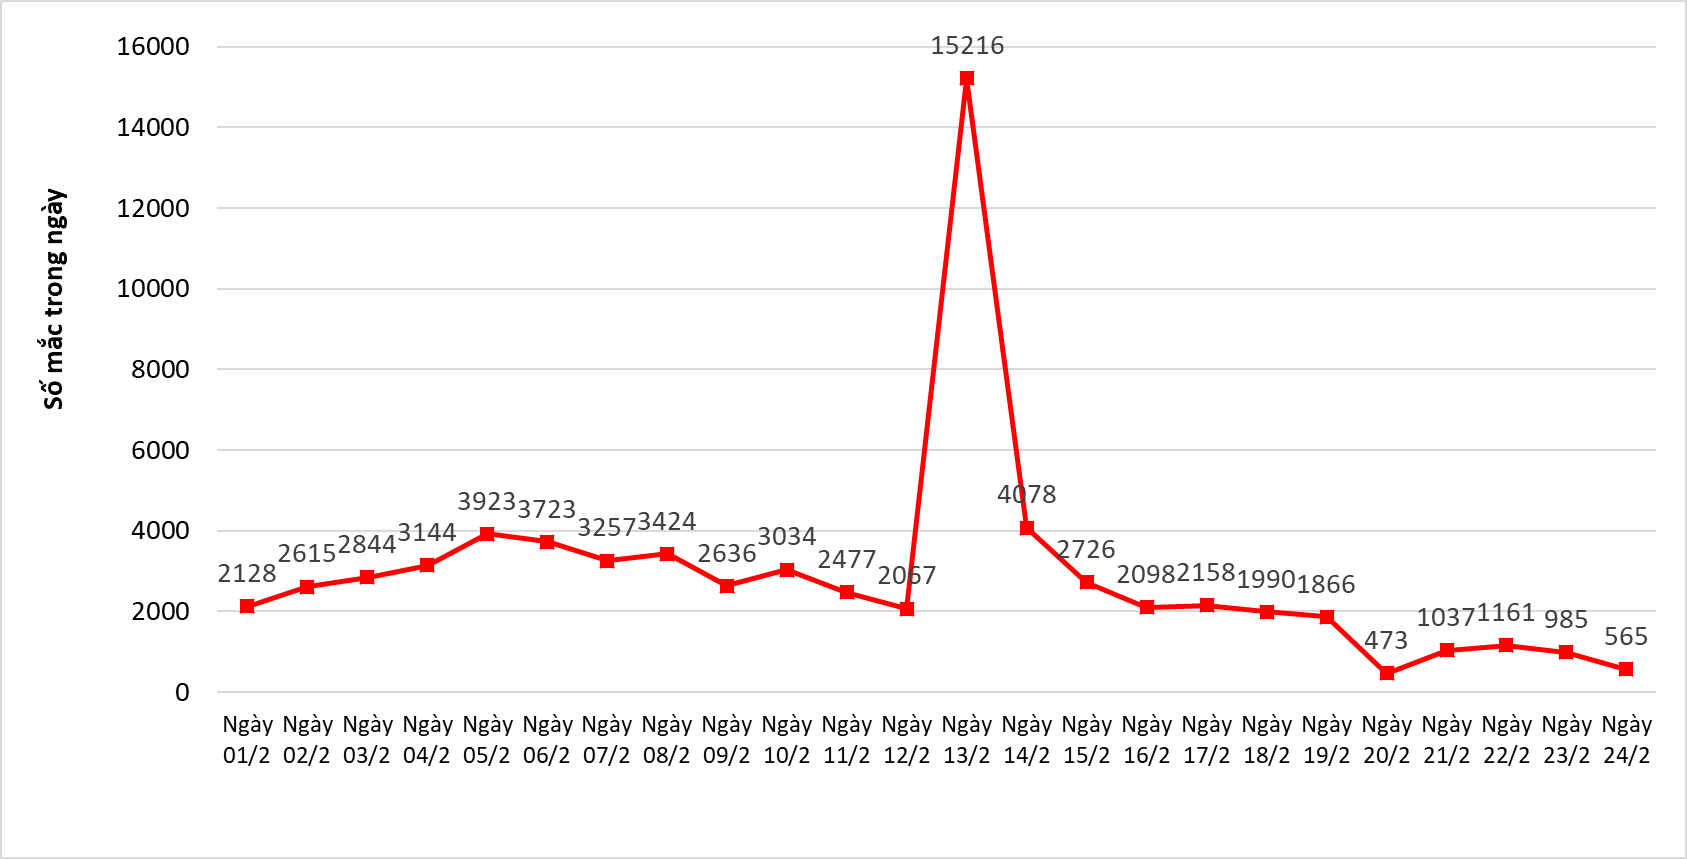 Số mắc trong ngày
16000
14000
12000
10000
8000
6000
4000
2000
0
2128
2615
2844
3144
3923
3723
3257
3424
2636
3034
2477
2067
15216
4078
2726
2098
2158
1990
1866
473
1037
1161
985
565
Ngày 01/2
Ngày 02/2
Ngày 03/2
Ngày 04/2
Ngày 05/2
Ngày 06/2
Ngày 07/2
Ngày 08/2
Ngày 09/2
Ngày 10/2
Ngày 11/2
Ngày 12/2
Ngày 13/2
Ngày 14/2
Ngày 15/2
Ngày 16/2
Ngày 17/2
Ngày 18/2
Ngày 19/2
Ngày 20/2
Ngày 21/2
Ngày 22/2
Ngày 23/2
Ngày 24/2